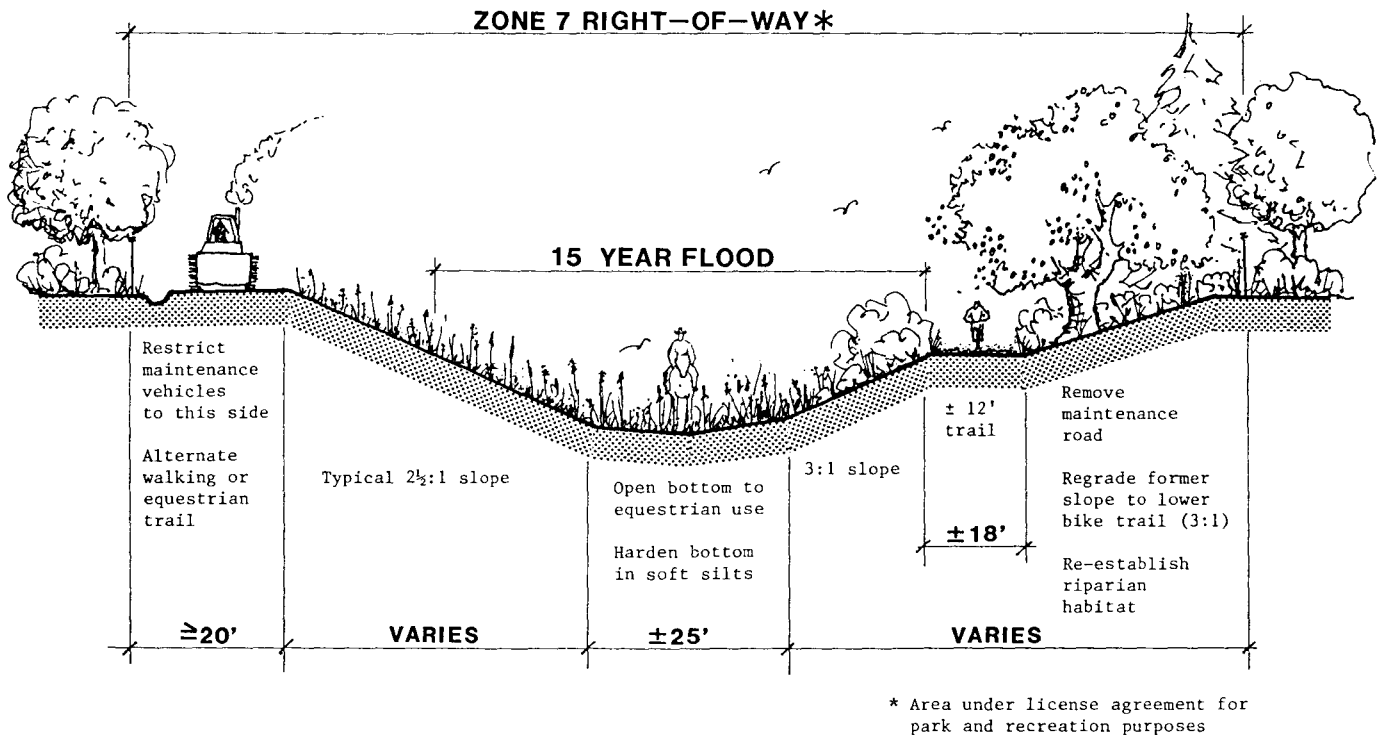 ZONE 7 RIGHT-OF-WAY*
15 YEAR FLOOD
Restrict
maintenance
vehicles
to this side
Alternate
walking or
equestrian
trail
Typical 2½:1 slope
Open bottom to
equestrian use
Harden bottom
in soft silts
3:1 slope
± 12'
trail
±18'
Remove
maintenance
road
Regrade former
slope to lower
bike trail (3:1)
Re-establish
riparian
habitat
≥20'
VARIES
±25'
VARIES
* Area under license agreement for
park and recreation purposes